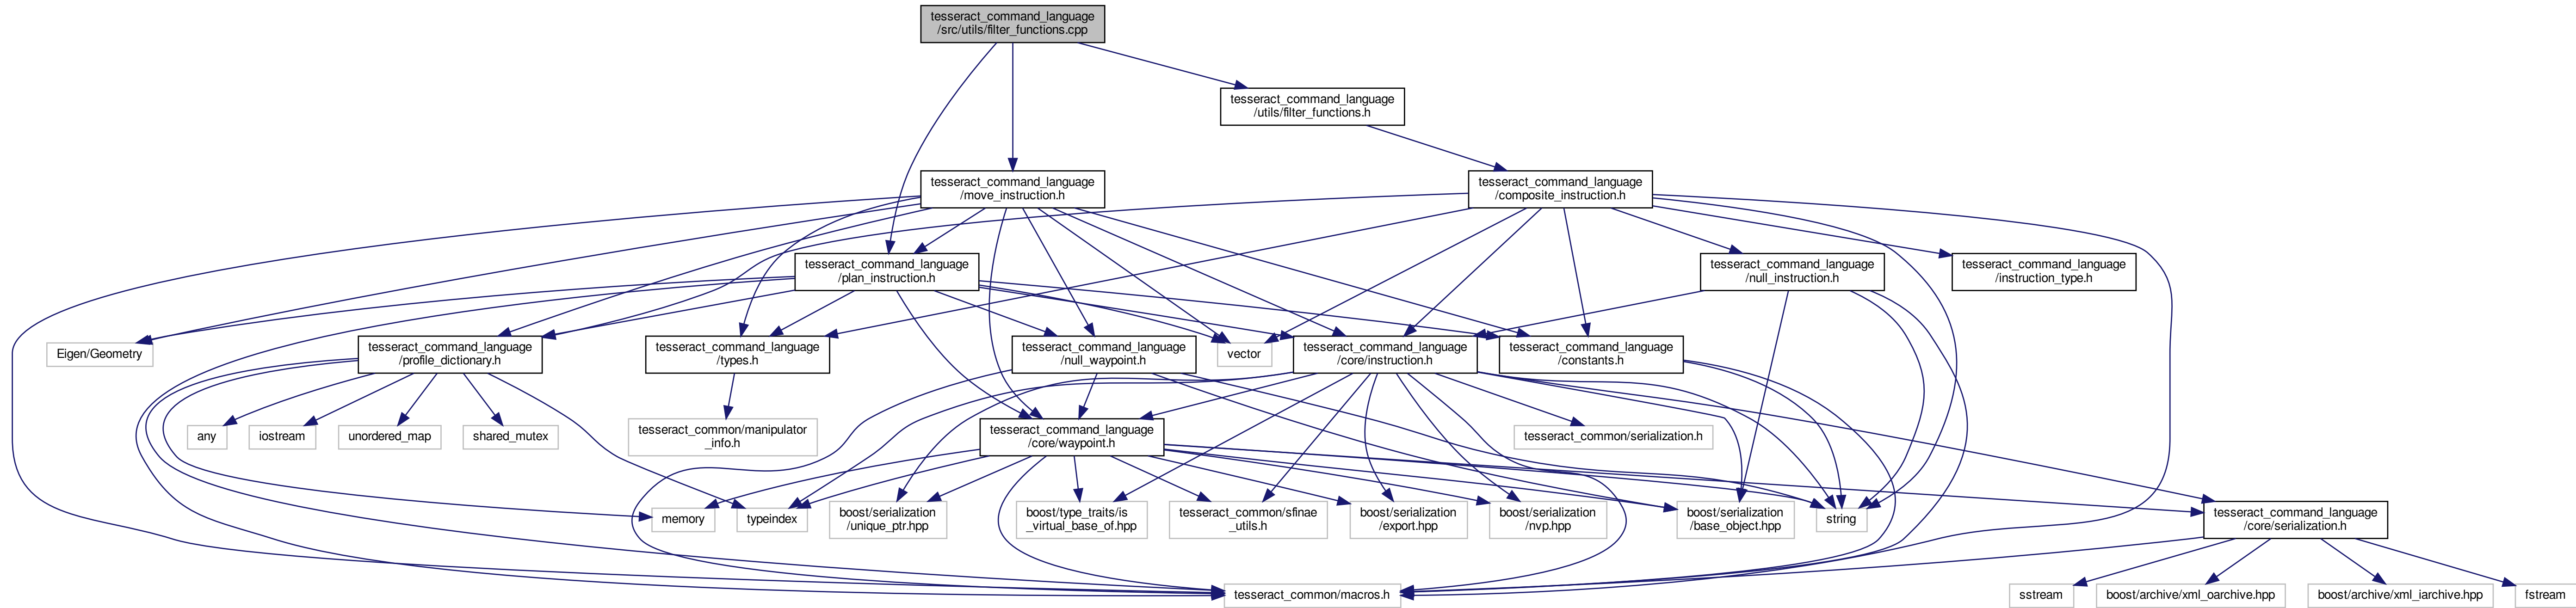 tesseract_command_language
/src/utils/filter_functions.cpp
tesseract_command_language
/utils/filter_functions.h
tesseract_command_language
/move_instruction.h
tesseract_command_language
/composite_instruction.h
tesseract_command_language
/plan_instruction.h
tesseract_command_language
/null_instruction.h
tesseract_command_language
/instruction_type.h
Eigen/Geometry
tesseract_command_language
/profile_dictionary.h
tesseract_command_language
/types.h
tesseract_command_language
/null_waypoint.h
vector
tesseract_command_language
/core/instruction.h
tesseract_command_language
/constants.h
any
iostream
unordered_map
shared_mutex
tesseract_common/manipulator
_info.h
tesseract_command_language
/core/waypoint.h
tesseract_common/serialization.h
memory
typeindex
boost/serialization
/unique_ptr.hpp
boost/type_traits/is
_virtual_base_of.hpp
tesseract_common/sfinae
_utils.h
boost/serialization
/export.hpp
boost/serialization
/nvp.hpp
boost/serialization
/base_object.hpp
string
tesseract_command_language
/core/serialization.h
tesseract_common/macros.h
sstream
boost/archive/xml_oarchive.hpp
boost/archive/xml_iarchive.hpp
fstream